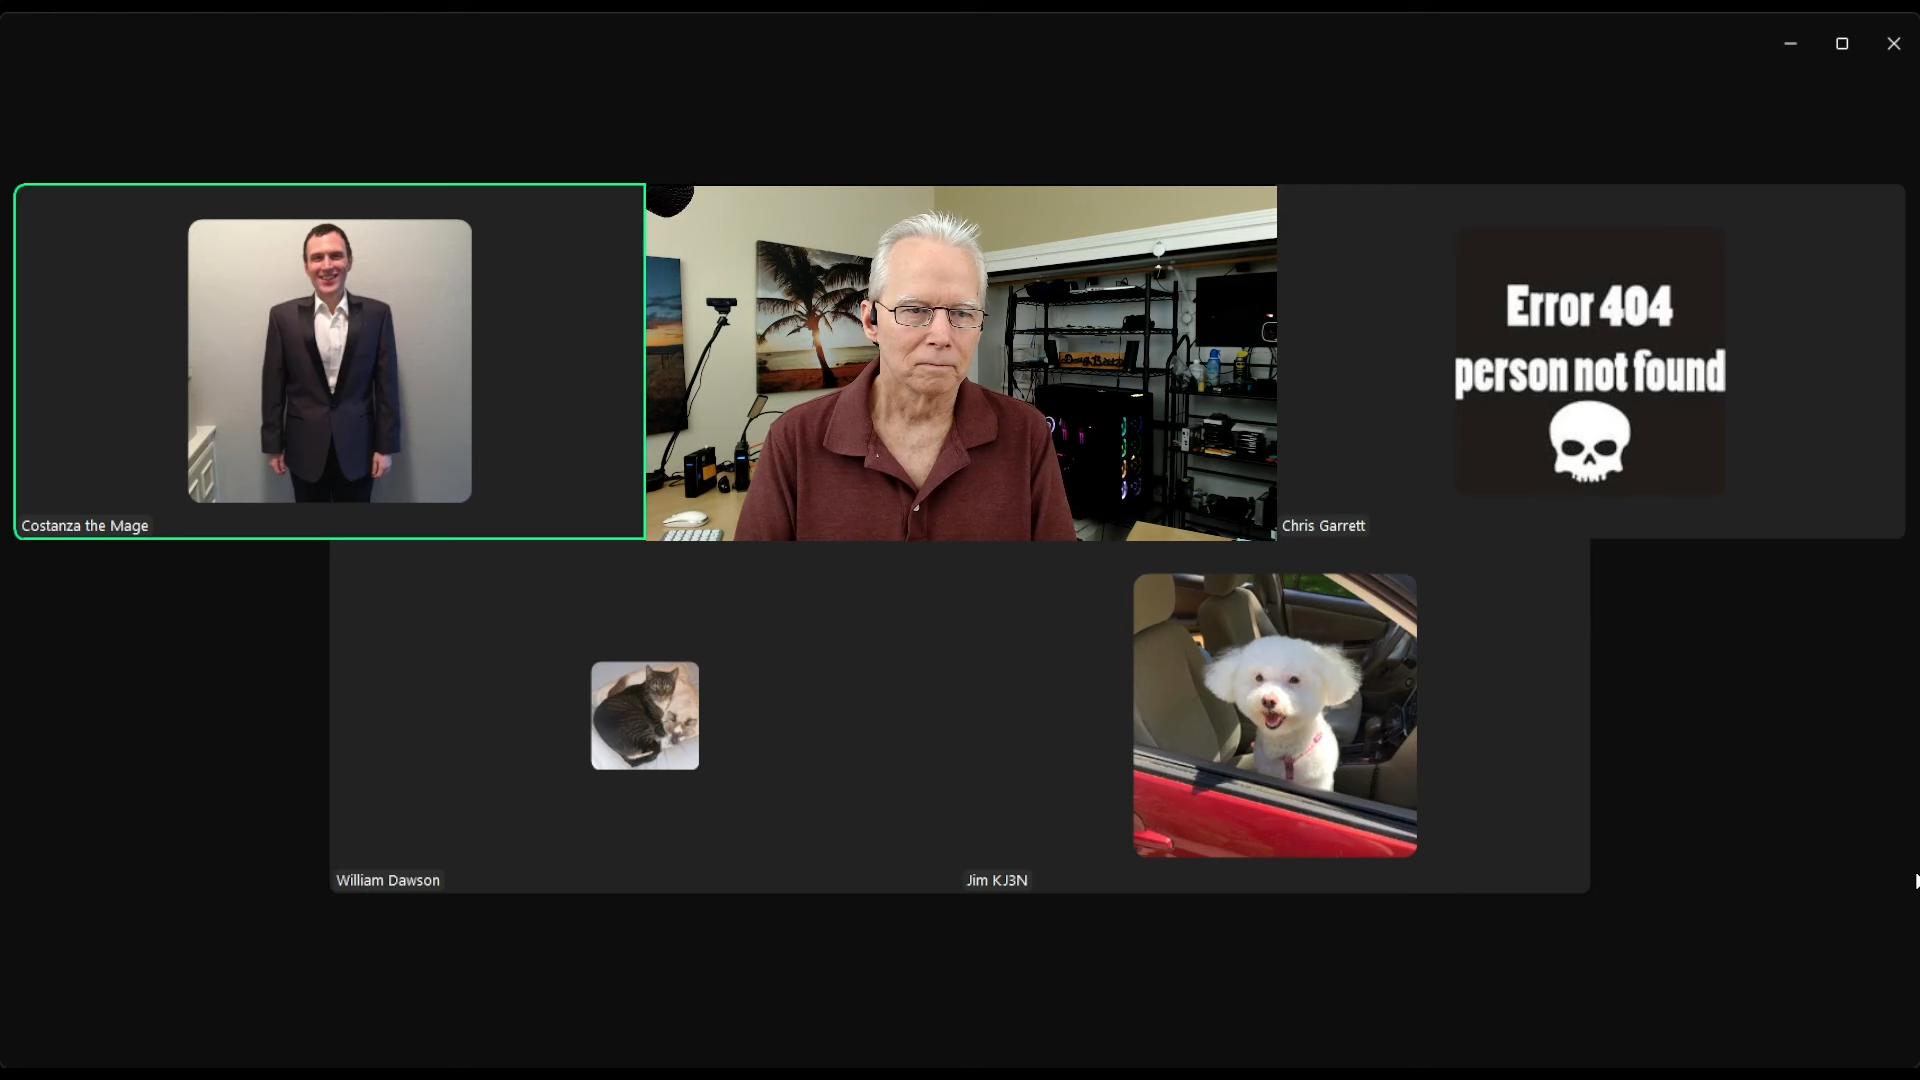 Costanza the Mage
Error 404
person not found
Chris Garrett
William Dawson
Jim KJ3N